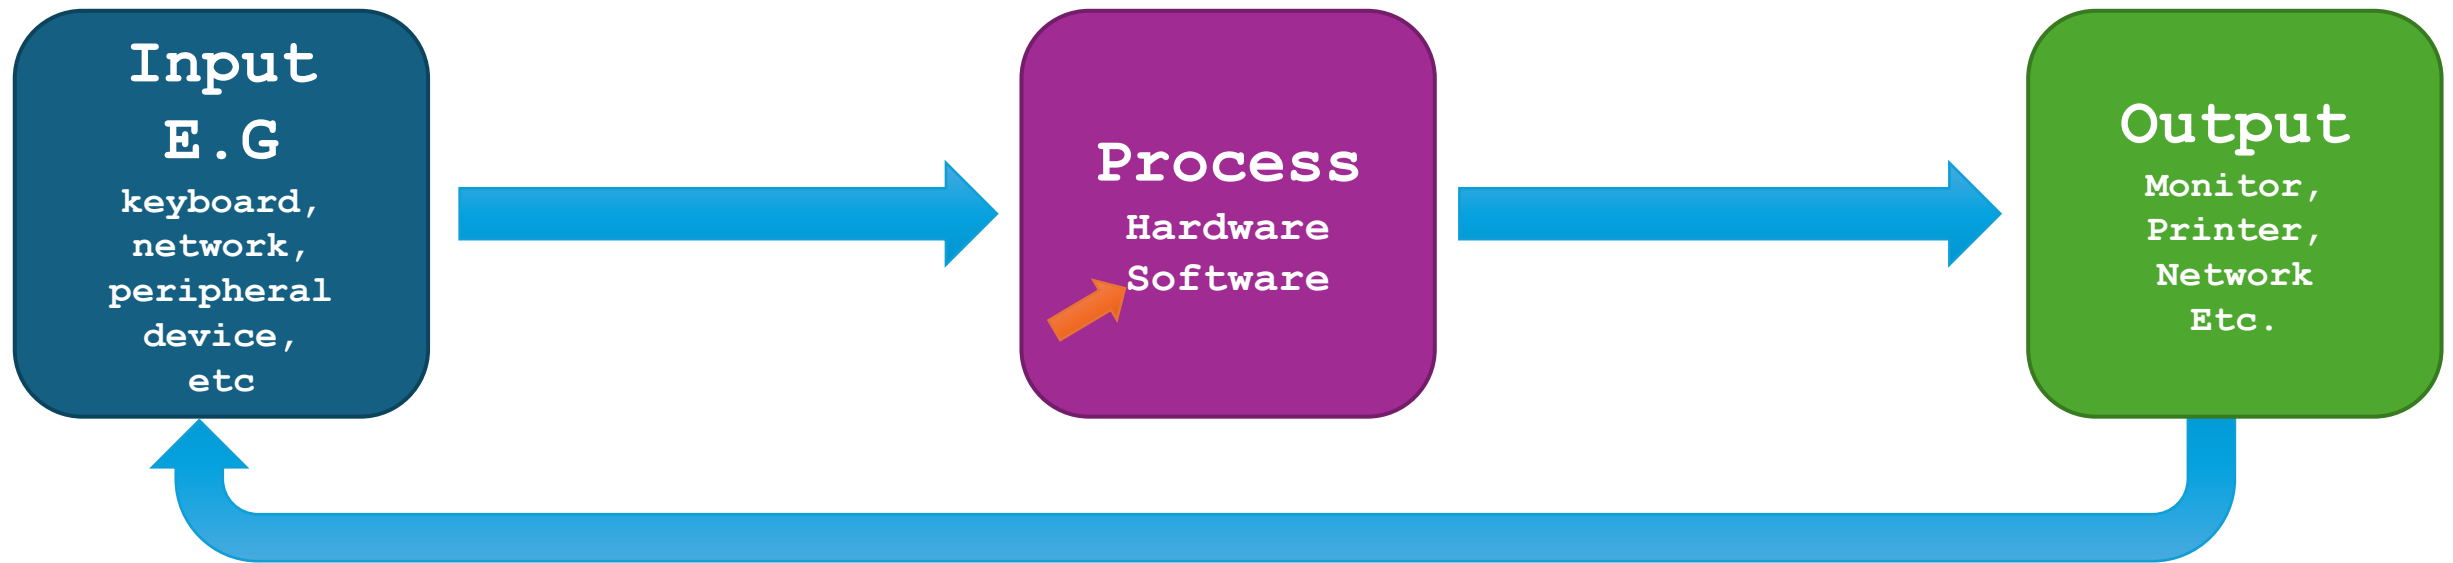 Input
E.G
keyboard,
network,
peripheral
device,
etc
Process
Hardware
Software
Output
Monitor,
Printer,
Network
Etc.